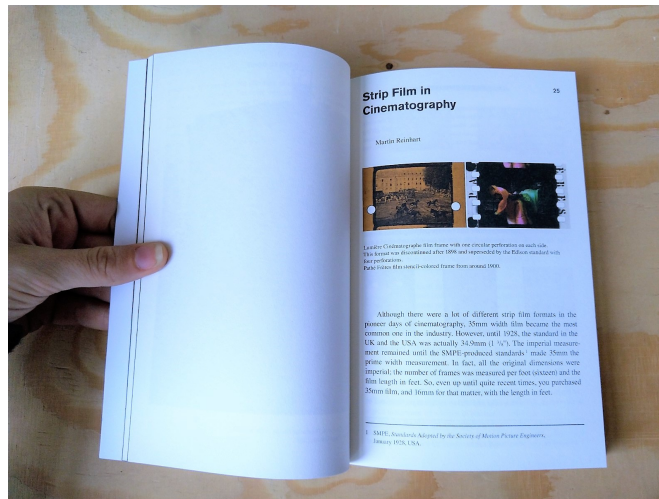 Strip Film in
Cinematography
25
Martin Reinhart
Lumière Cinématographe film frame with one circular perforation on each side.
This format was discontinued after 1898 and superseded by the Edison standard with
four perforations.
Pathé Frères film stencil-colored frame from around 1900.
Although there were a lot of different strip film formats in the
pioneer days of cinematography, 35mm width film became the most
common one in the industry. However, until 1928, the standard in the
UK and the USA was actually 34.9mm (1 ⅜"). The imperial measure-
ment remained until the SMPE-produced standards¹ made 35mm the
prime width measurement. In fact, all the original dimensions were
imperial; the number of frames was measured per foot (sixteen) and the
film length in feet. So, even up until quite recent times, you purchased
35mm film, and 16mm for that matter, with the length in feet.
1 SMPE, Standards Adopted by the Society of Motion Picture Engineers,
January 1928, USA.